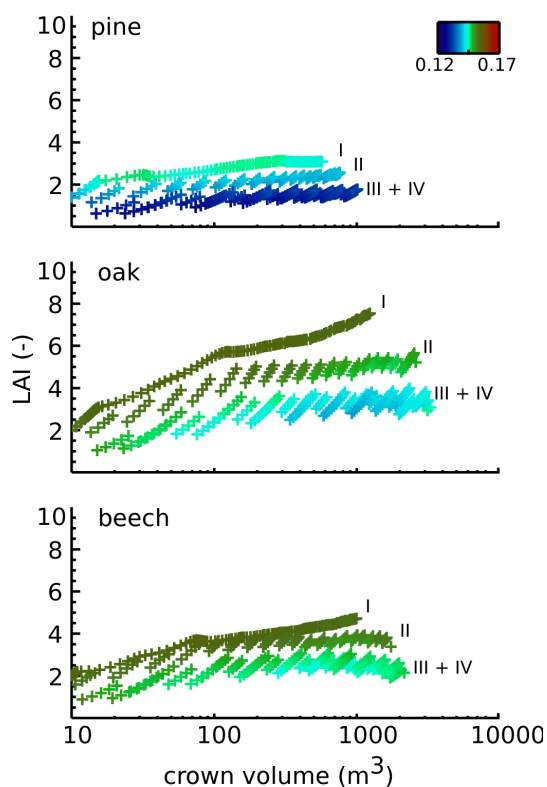 pine
0.12 0.17
10
8
6
4
2
I
II
III + IV
oak
10
8
6
4
2
I
II
III + IV
LAI (-)
beech
10
8
6
4
2
I
II
III + IV
10 100 1000 10000
crown volume (m³)